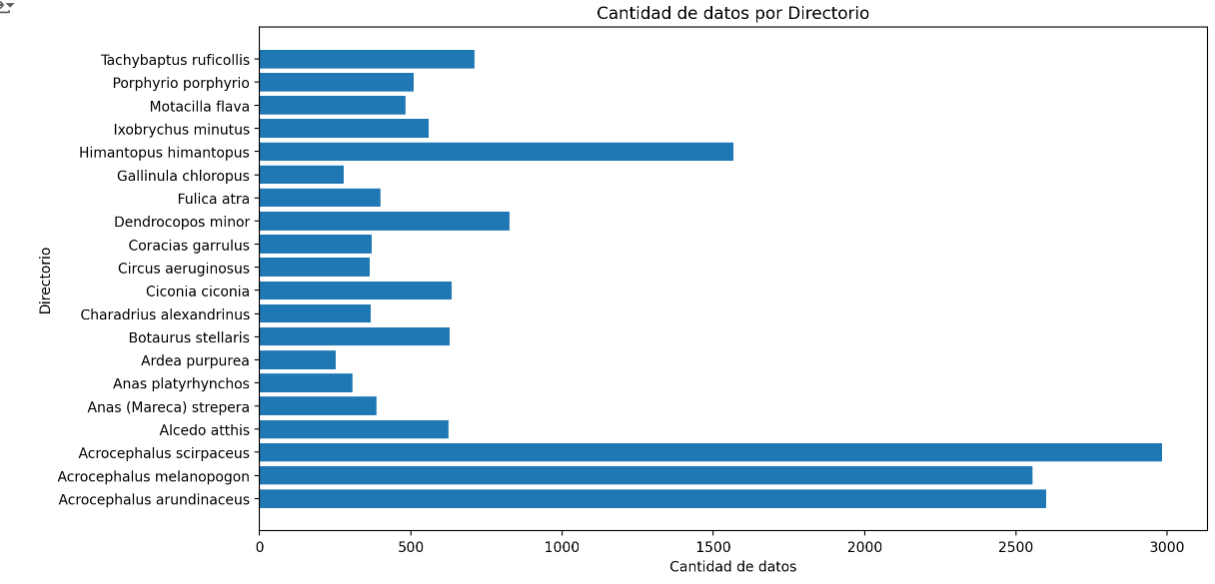 Cantidad de datos por Directorio
Tachybaptus ruficollis
Porphyrio porphyrio
Motacilla flava
Ixobrychus minutus
Himantopus himantopus
Gallinula chloropus
Fulica atra
Dendrocopos minor
Coracias garrulus
Circus aeruginosus
Ciconia ciconia
Charadrius alexandrinus
Botaurus stellaris
Ardea purpurea
Anas platyrhynchos
Anas (Mareca) strepera
Alcedo atthis
Acrocephalus scirpaceus
Acrocephalus melanopogon
Acrocephalus arundinaceus
Directorio
0 500 1000 1500 2000 2500 3000
Cantidad de datos